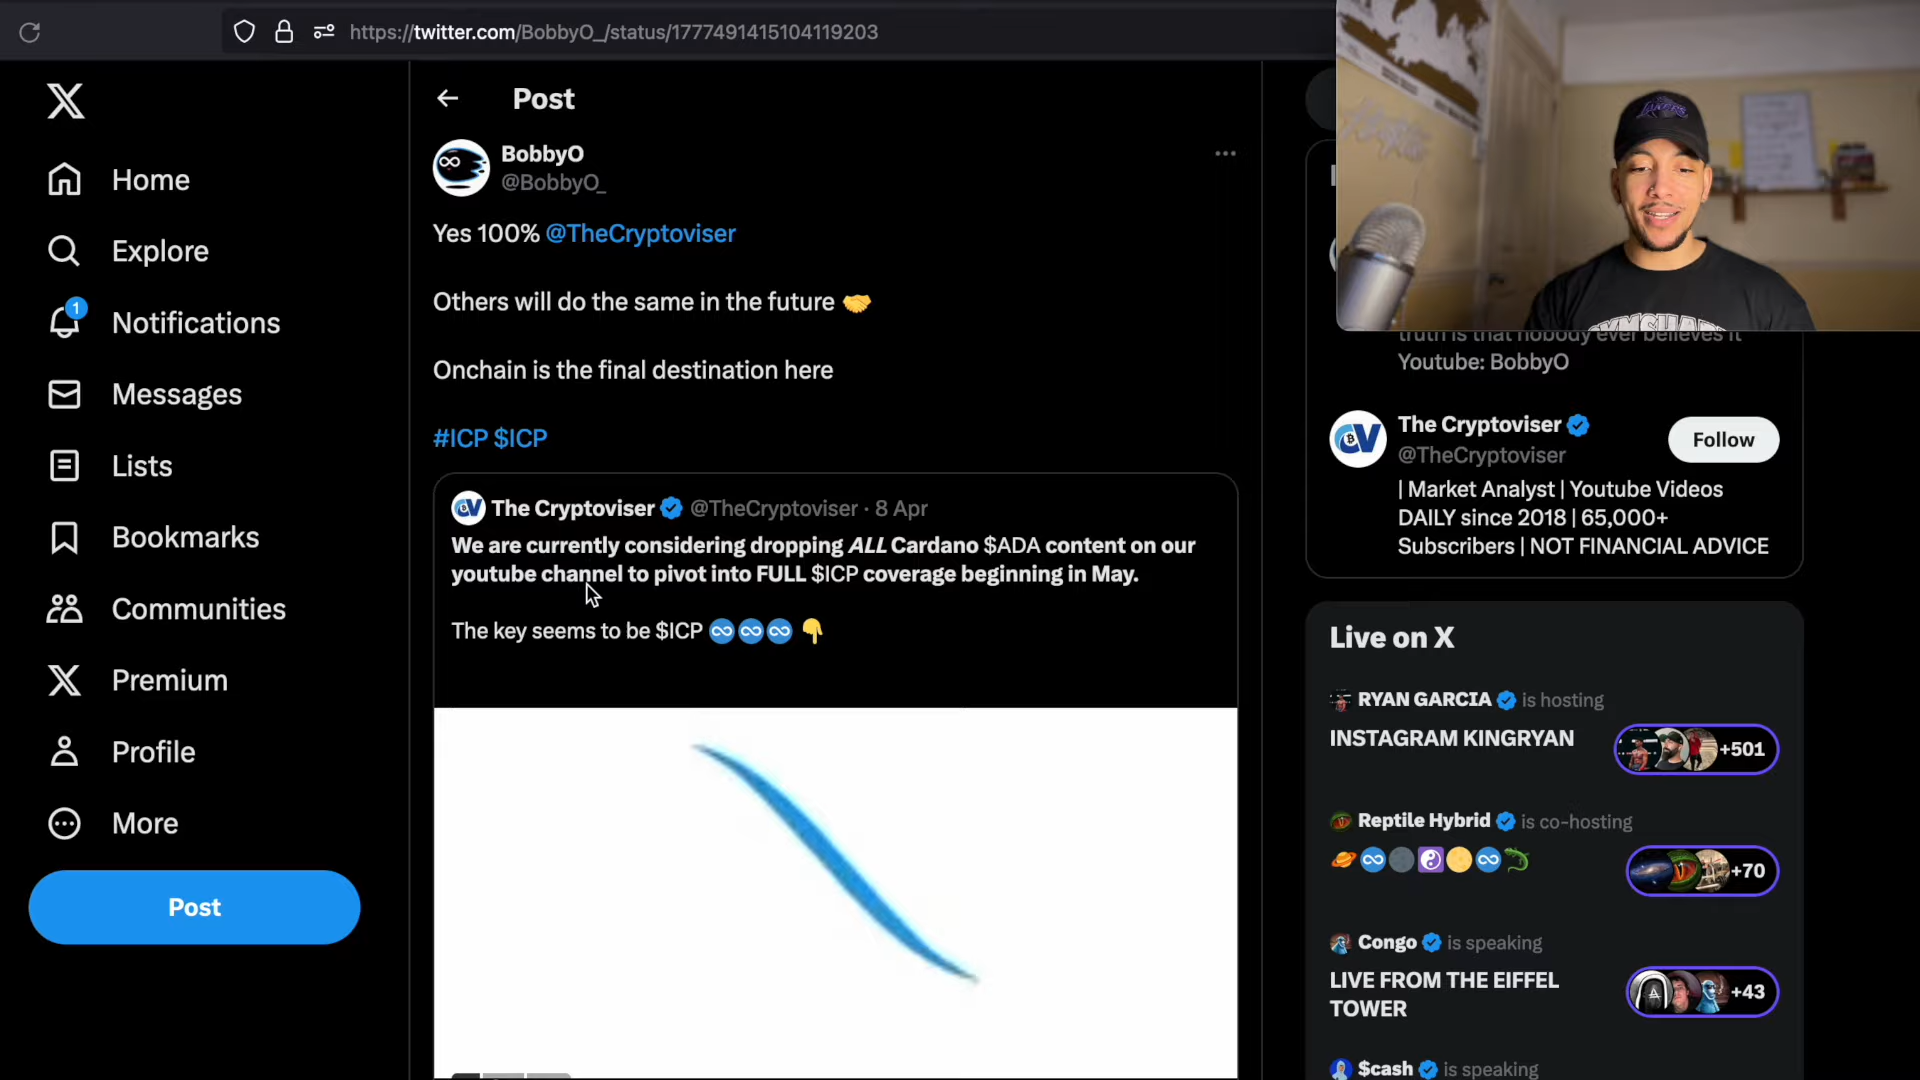 https://twitter.com/BobbyO_/status/1777491415104119203
Post
BobbyO
@BobbyO_
Yes 100% @TheCryptoviser
Others will do the same in the future
Onchain is the final destination here
#ICP $ICP
The Cryptoviser @TheCryptoviser · 8 Apr
We are currently considering dropping ALL Cardano $ADA content on our
youtube channel to pivot into FULL $ICP coverage beginning in May.
The key seems to be $ICP
Home
Explore
1
Notifications
Messages
Lists
Bookmarks
Communities
Premium
Profile
More
Post
LAKERS
GYMSHARK
truth is that nobody ever believes it
Youtube: BobbyO
The Cryptoviser
@TheCryptoviser
Follow
| Market Analyst | Youtube Videos
DAILY since 2018 | 65,000+
Subscribers | NOT FINANCIAL ADVICE
Live on X
RYAN GARCIA is hosting
INSTAGRAM KINGRYAN
+501
Reptile Hybrid is co-hosting
+70
Congo is speaking
LIVE FROM THE EIFFEL
TOWER
+43
$cash is speaking